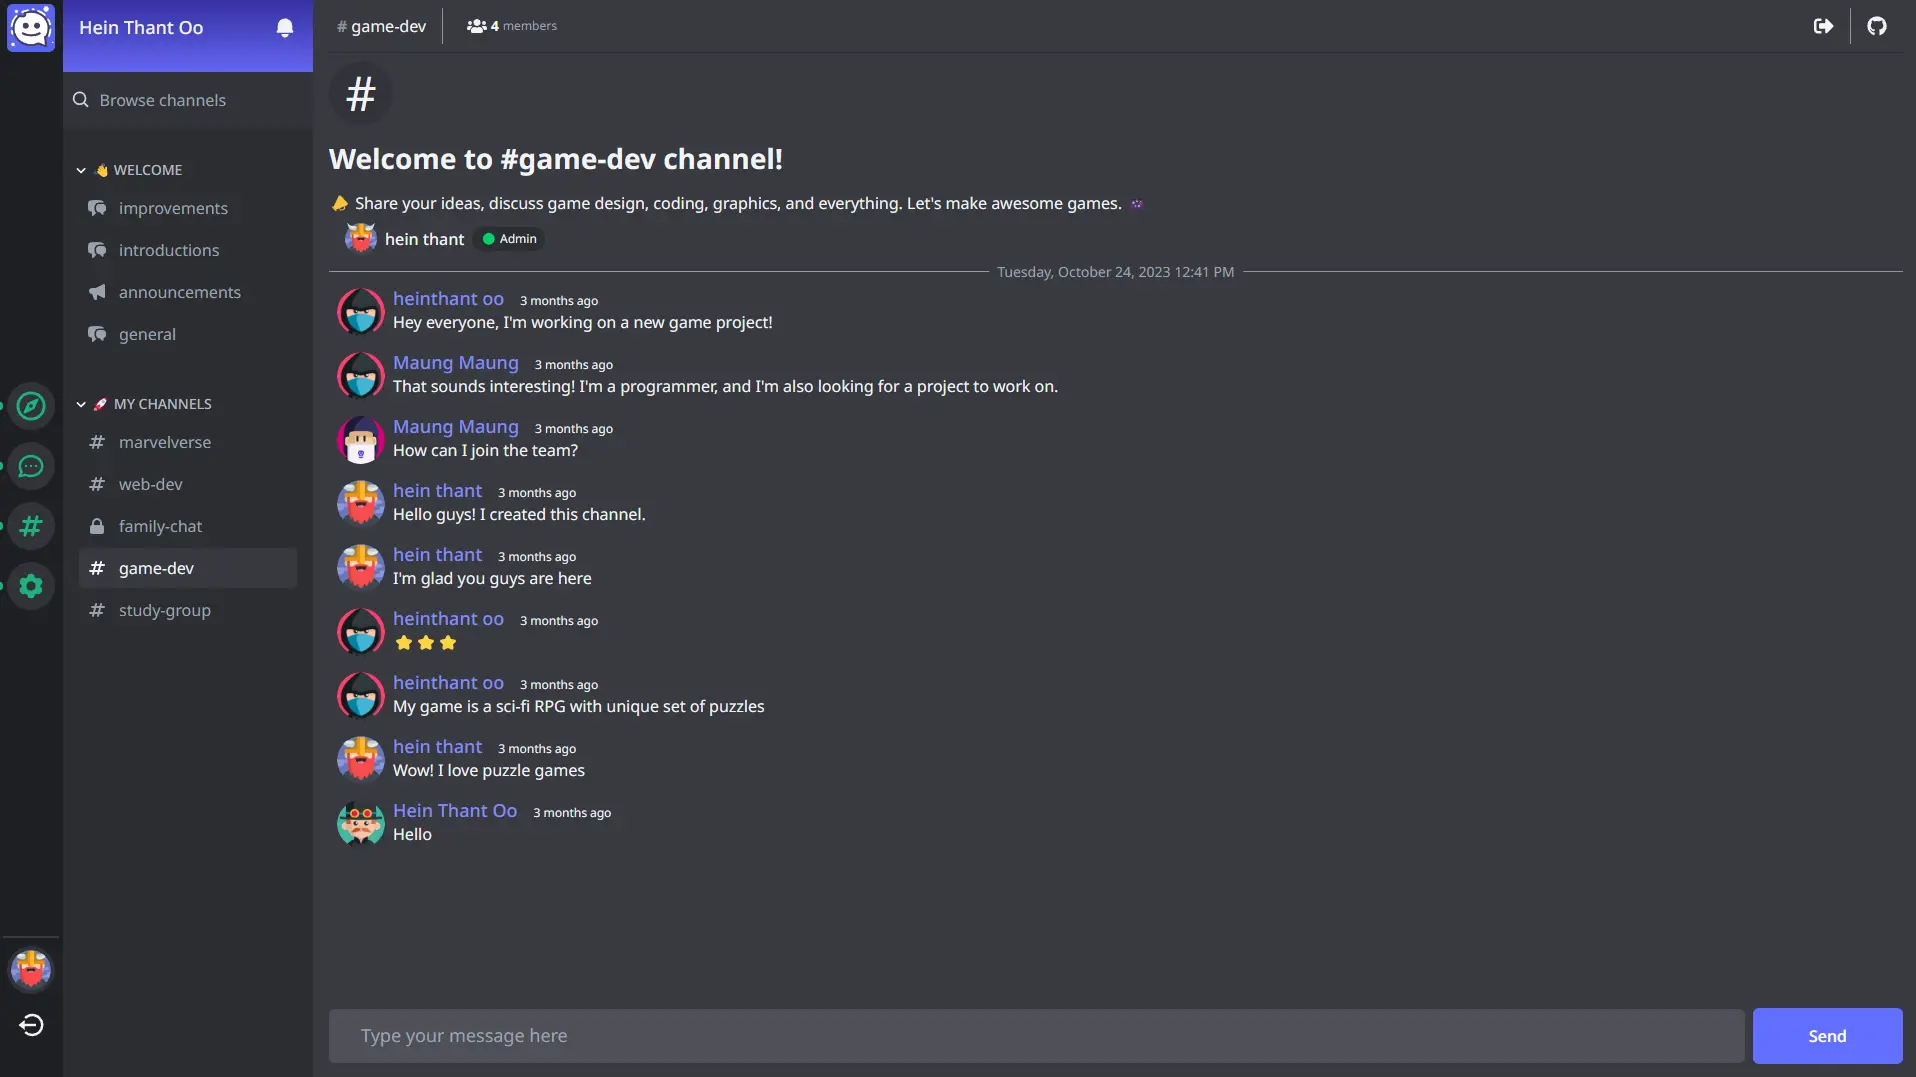 Hein Thant Oo
Browse channels
WELCOME
improvements
introductions
announcements
general
MY CHANNELS
# marvelverse
# web-dev
family-chat
# game-dev
# study-group
# game-dev
4 members
#
Welcome to #game-dev channel!
Share your ideas, discuss game design, coding, graphics, and everything. Let's make awesome games.
hein thant Admin
Tuesday, October 24, 2023 12:41 PM
heinthant oo 3 months ago
Hey everyone, I'm working on a new game project!
Maung Maung 3 months ago
That sounds interesting! I'm a programmer, and I'm also looking for a project to work on.
Maung Maung 3 months ago
How can I join the team?
hein thant 3 months ago
Hello guys! I created this channel.
hein thant 3 months ago
I'm glad you guys are here
heinthant oo 3 months ago
⭐⭐⭐
heinthant oo 3 months ago
My game is a sci-fi RPG with unique set of puzzles
hein thant 3 months ago
Wow! I love puzzle games
Hein Thant Oo 3 months ago
Hello
Type your message here
Send